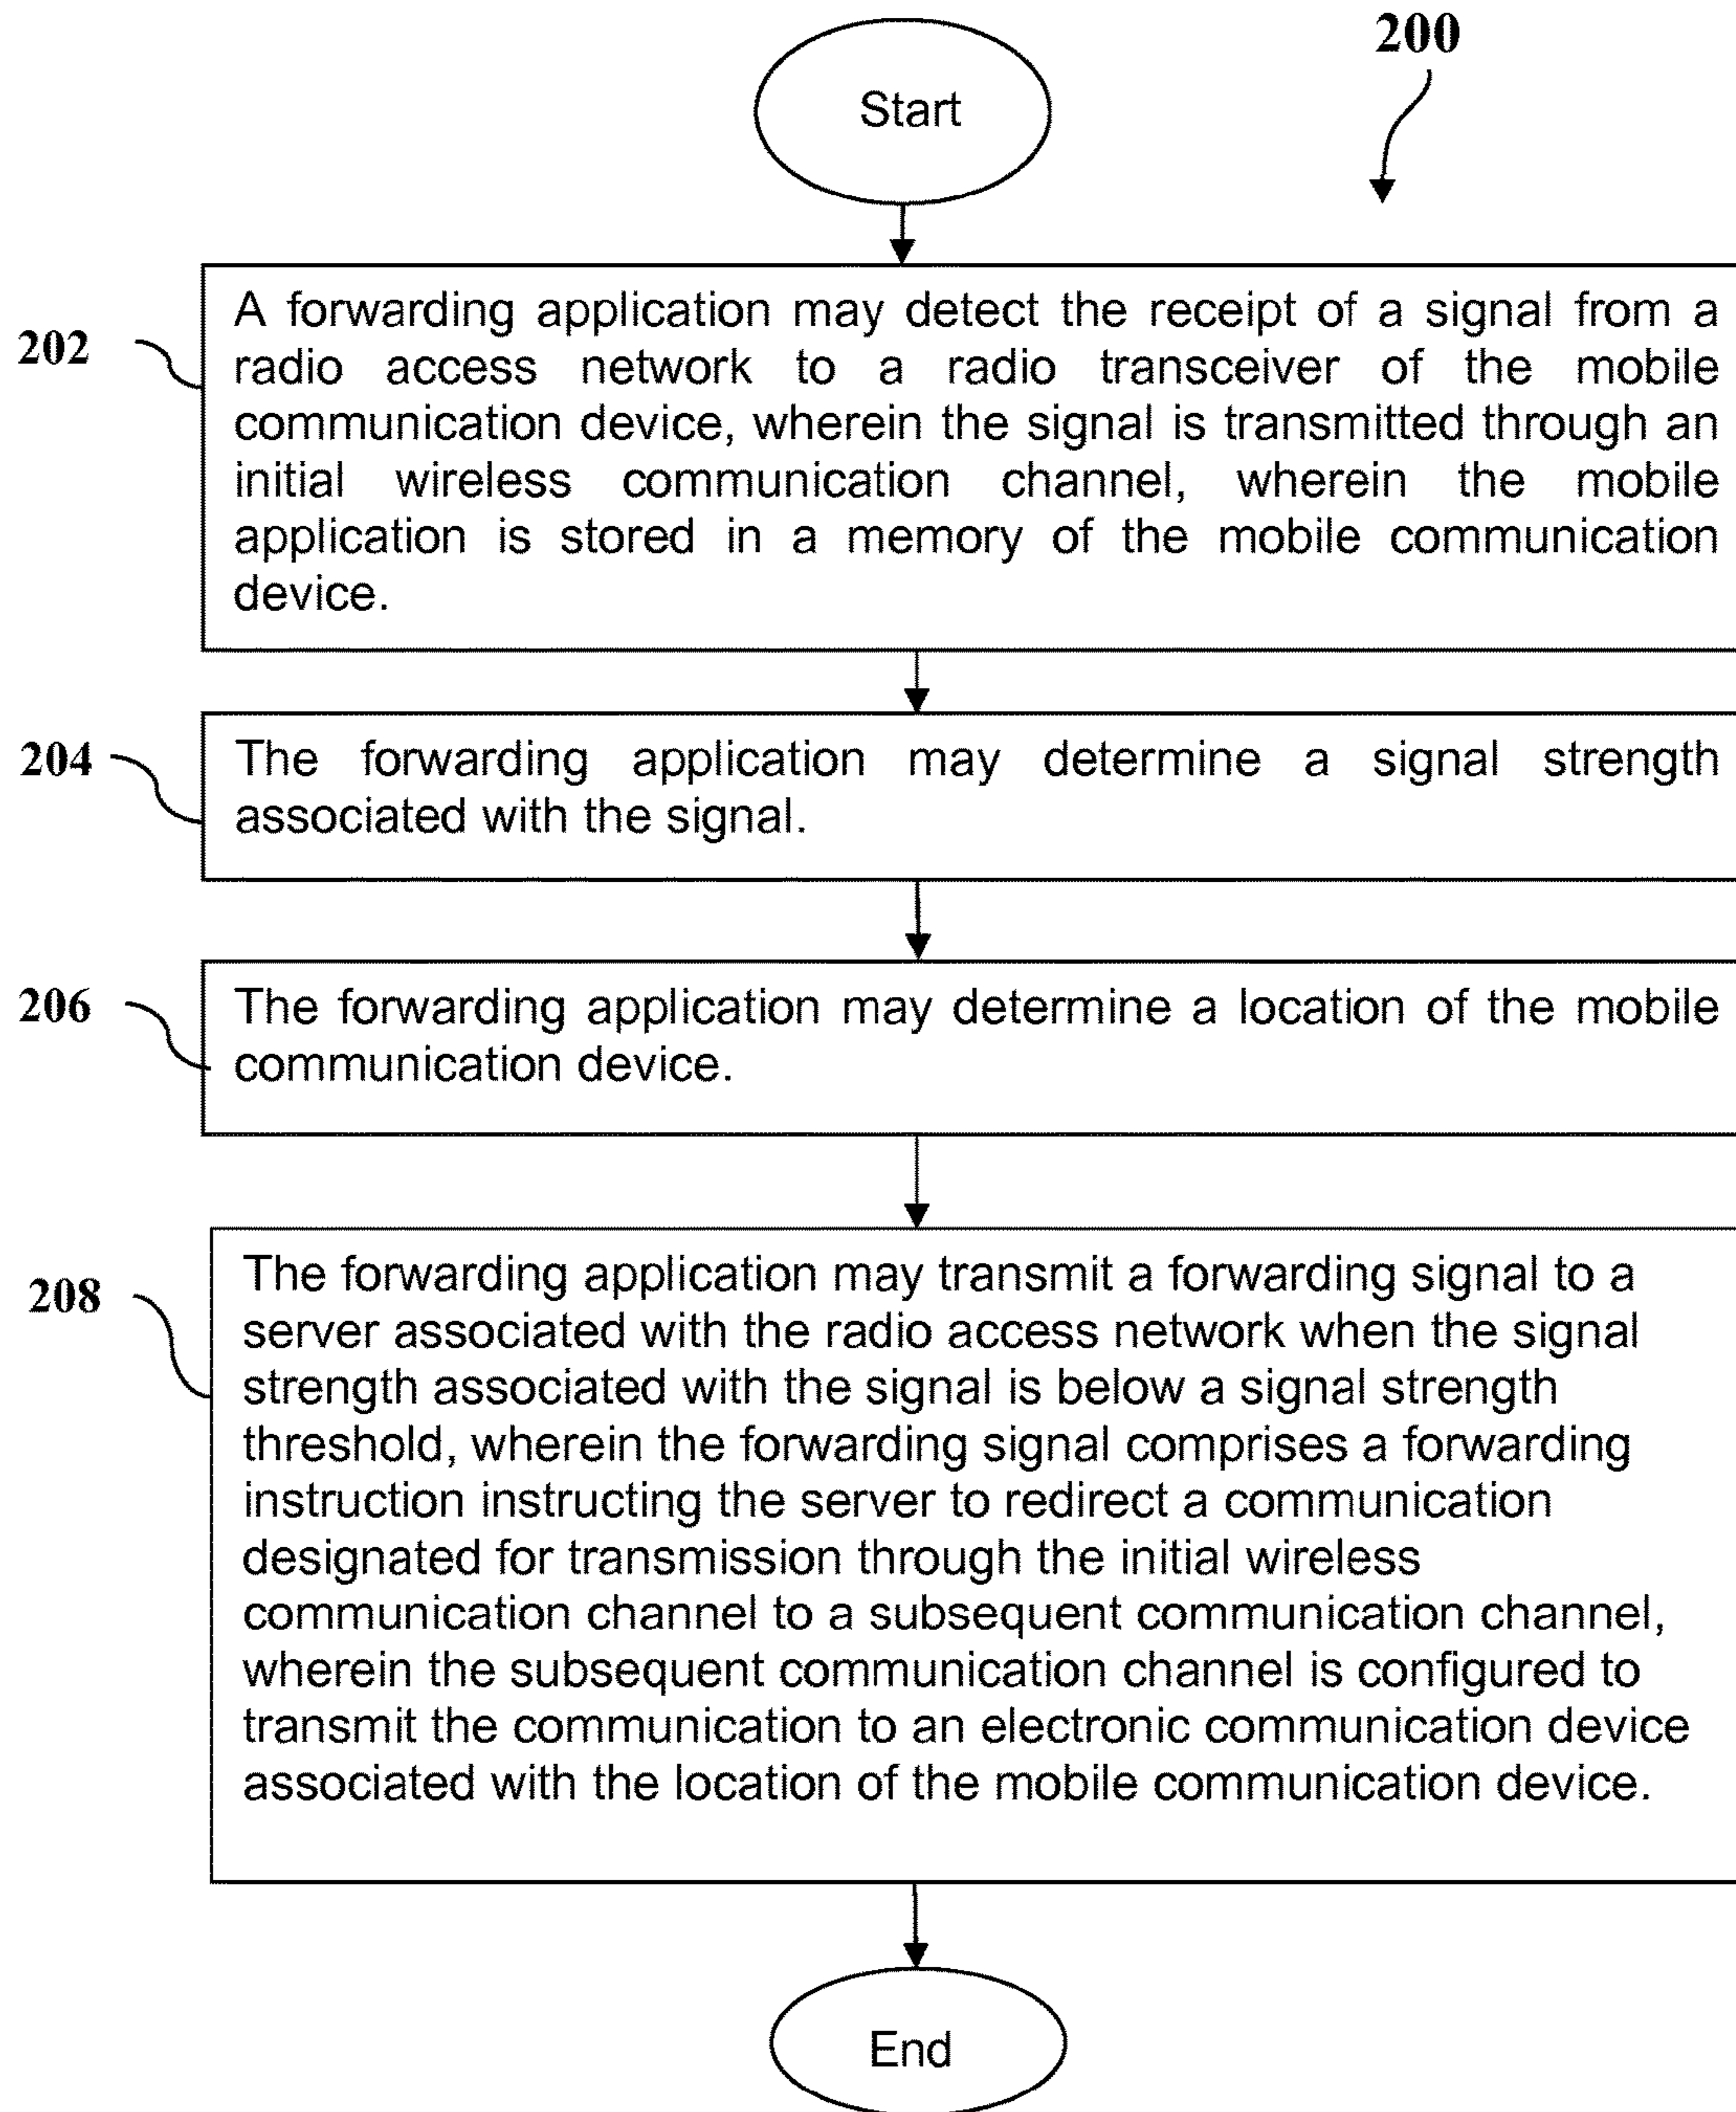 200
Start
202
A forwarding application may detect the receipt of a signal from a
radio access network to a radio transceiver of the mobile
communication device, wherein the signal is transmitted through an
initial wireless communication channel, wherein the mobile
application is stored in a memory of the mobile communication
device.
204
The forwarding application may determine a signal strength
associated with the signal.
206
The forwarding application may determine a location of the mobile
communication device.
208
The forwarding application may transmit a forwarding signal to a
server associated with the radio access network when the signal
strength associated with the signal is below a signal strength
threshold, wherein the forwarding signal comprises a forwarding
instruction instructing the server to redirect a communication
designated for transmission through the initial wireless
communication channel to a subsequent communication channel,
wherein the subsequent communication channel is configured to
transmit the communication to an electronic communication device
associated with the location of the mobile communication device.
End